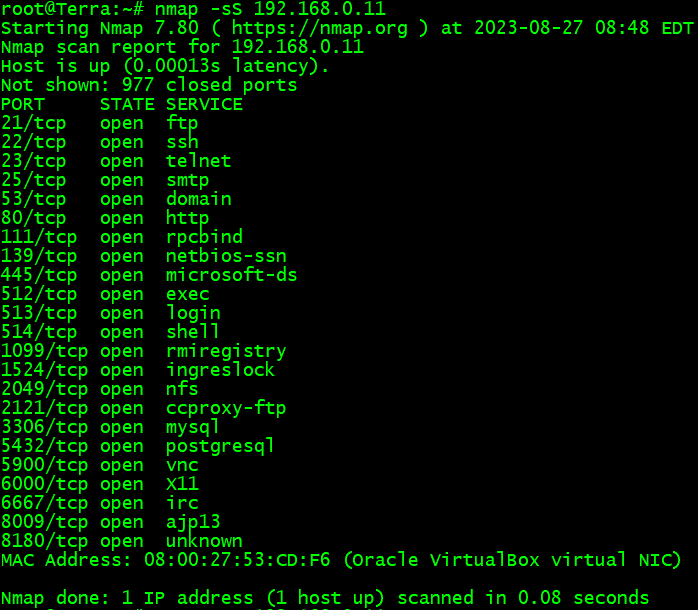 root@Terra:~# nmap -sS 192.168.0.11
Starting Nmap 7.80 ( https://nmap.org ) at 2023-08-27 08:48 EDT
Nmap scan report for 192.168.0.11
Host is up (0.00013s latency).
Not shown: 977 closed ports
PORT     STATE SERVICE
21/tcp   open  ftp
22/tcp   open  ssh
23/tcp   open  telnet
25/tcp   open  smtp
53/tcp   open  domain
80/tcp   open  http
111/tcp  open  rpcbind
139/tcp  open  netbios-ssn
445/tcp  open  microsoft-ds
512/tcp  open  exec
513/tcp  open  login
514/tcp  open  shell
1099/tcp open  rmiregistry
1524/tcp open  ingreslock
2049/tcp open  nfs
2121/tcp open  ccproxy-ftp
3306/tcp open  mysql
5432/tcp open  postgresql
5900/tcp open  vnc
6000/tcp open  X11
6667/tcp open  irc
8009/tcp open  ajp13
8180/tcp open  unknown
MAC Address: 08:00:27:53:CD:F6 (Oracle VirtualBox virtual NIC)
Nmap done: 1 IP address (1 host up) scanned in 0.08 seconds